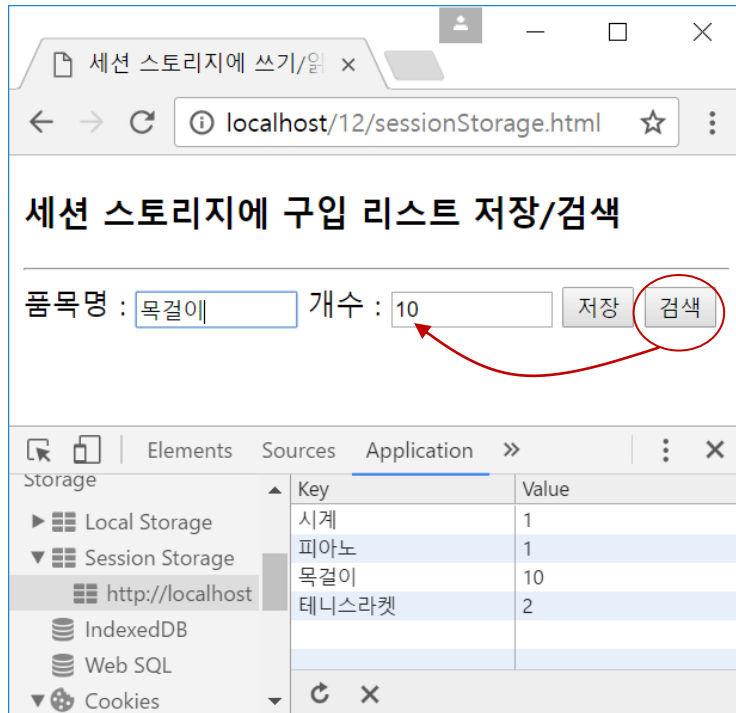 세션 스토리지에 쓰기/읽
localhost/12/sessionStorage.html
세션 스토리지에 구입 리스트 저장/검색
품목명 : 목걸이 개수 : 10 저장 검색
Elements Sources Application
Storage
Key Value
Local Storage
시계 1
Session Storage
피아노 1
http://localhost
목걸이 10
테니스라켓 2
IndexedDB
Web SQL
Cookies